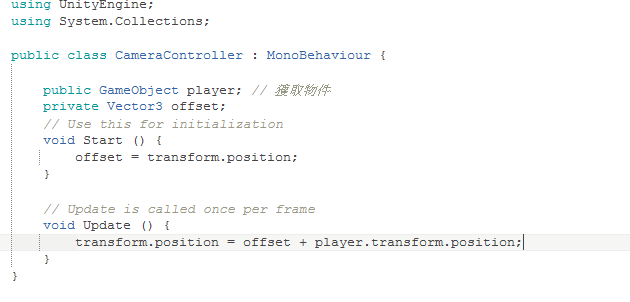 using UnityEngine;
using System.Collections;
public class CameraController : MonoBehaviour {
public GameObject player; // 獲取物件
private Vector3 offset;
// Use this for initialization
void Start () {
offset = transform.position;
}
// Update is called once per frame
void Update () {
transform.position = offset + player.transform.position;
}
}